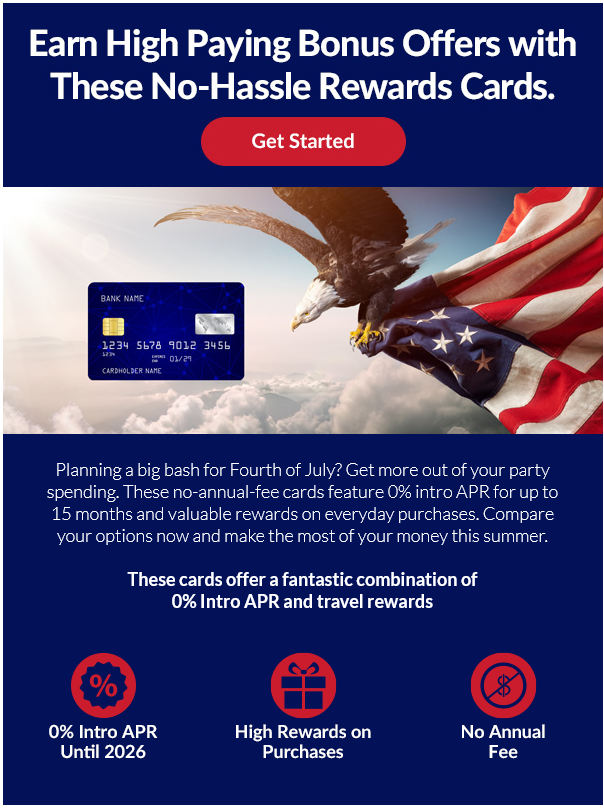 Earn High Paying Bonus Offers with
These No-Hassle Rewards Cards.
Get Started
BANK NAME
1234 5678 9012 3456
1234
EXPIRES
END
01/29
CARDHOLDER NAME
Planning a big bash for Fourth of July? Get more out of your party
spending. These no-annual-fee cards feature 0% intro APR for up to
15 months and valuable rewards on everyday purchases. Compare
your options now and make the most of your money this summer.
These cards offer a fantastic combination of
0% Intro APR and travel rewards
%
0% Intro APR
Until 2026
High Rewards on
Purchases
$
No Annual
Fee